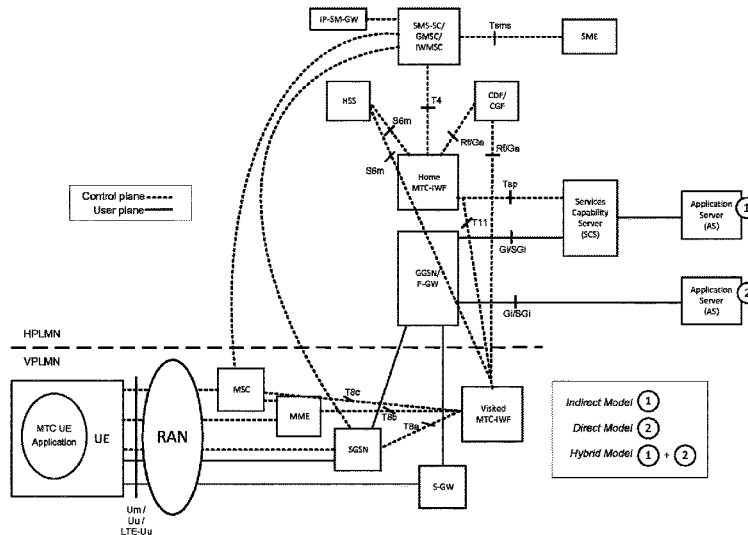 IP-SM-GW
SMS-SC/
GMSC/
IWMSC
Tsms
SME
HSS
CDF/
CGF
S6m
T4
Rf/Ga
Rf/Ga
S6m
Home
MTC-IWF
Tsp
Services
Capability
Server
(SCS)
Application
Server
(AS)
1
Control plane
User plane
T11
Gi/SGi
GGSN/
P-GW
Gi/SGi
Application
Server
(AS)
2
HPLMN
VPLMN
MSC
T8c
MME
T8b
T8a
Visited
MTC-IWF
MTC UE
Application
UE
RAN
SGSN
S-GW
Um /
Uu /
LTE-Uu
Indirect Model 1
Direct Model 2
Hybrid Model 1 + 2